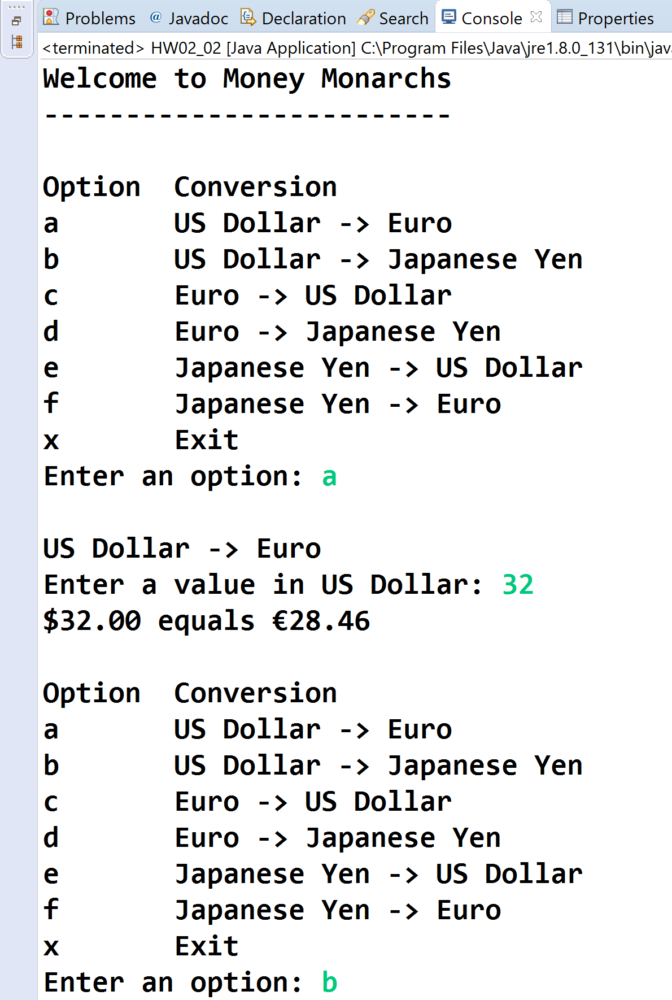 Problems @ Javadoc Declaration Search Console Properties
<terminated> HW02_02 [Java Application] C:\Program Files\Java\jre1.8.0_131\bin\jav
Welcome to Money Monarchs
-------------------------
Option Conversion
a US Dollar -> Euro
b US Dollar -> Japanese Yen
c Euro -> US Dollar
d Euro -> Japanese Yen
e Japanese Yen -> US Dollar
f Japanese Yen -> Euro
x Exit
Enter an option: a
US Dollar -> Euro
Enter a value in US Dollar: 32
$32.00 equals €28.46
Option Conversion
a US Dollar -> Euro
b US Dollar -> Japanese Yen
c Euro -> US Dollar
d Euro -> Japanese Yen
e Japanese Yen -> US Dollar
f Japanese Yen -> Euro
x Exit
Enter an option: b